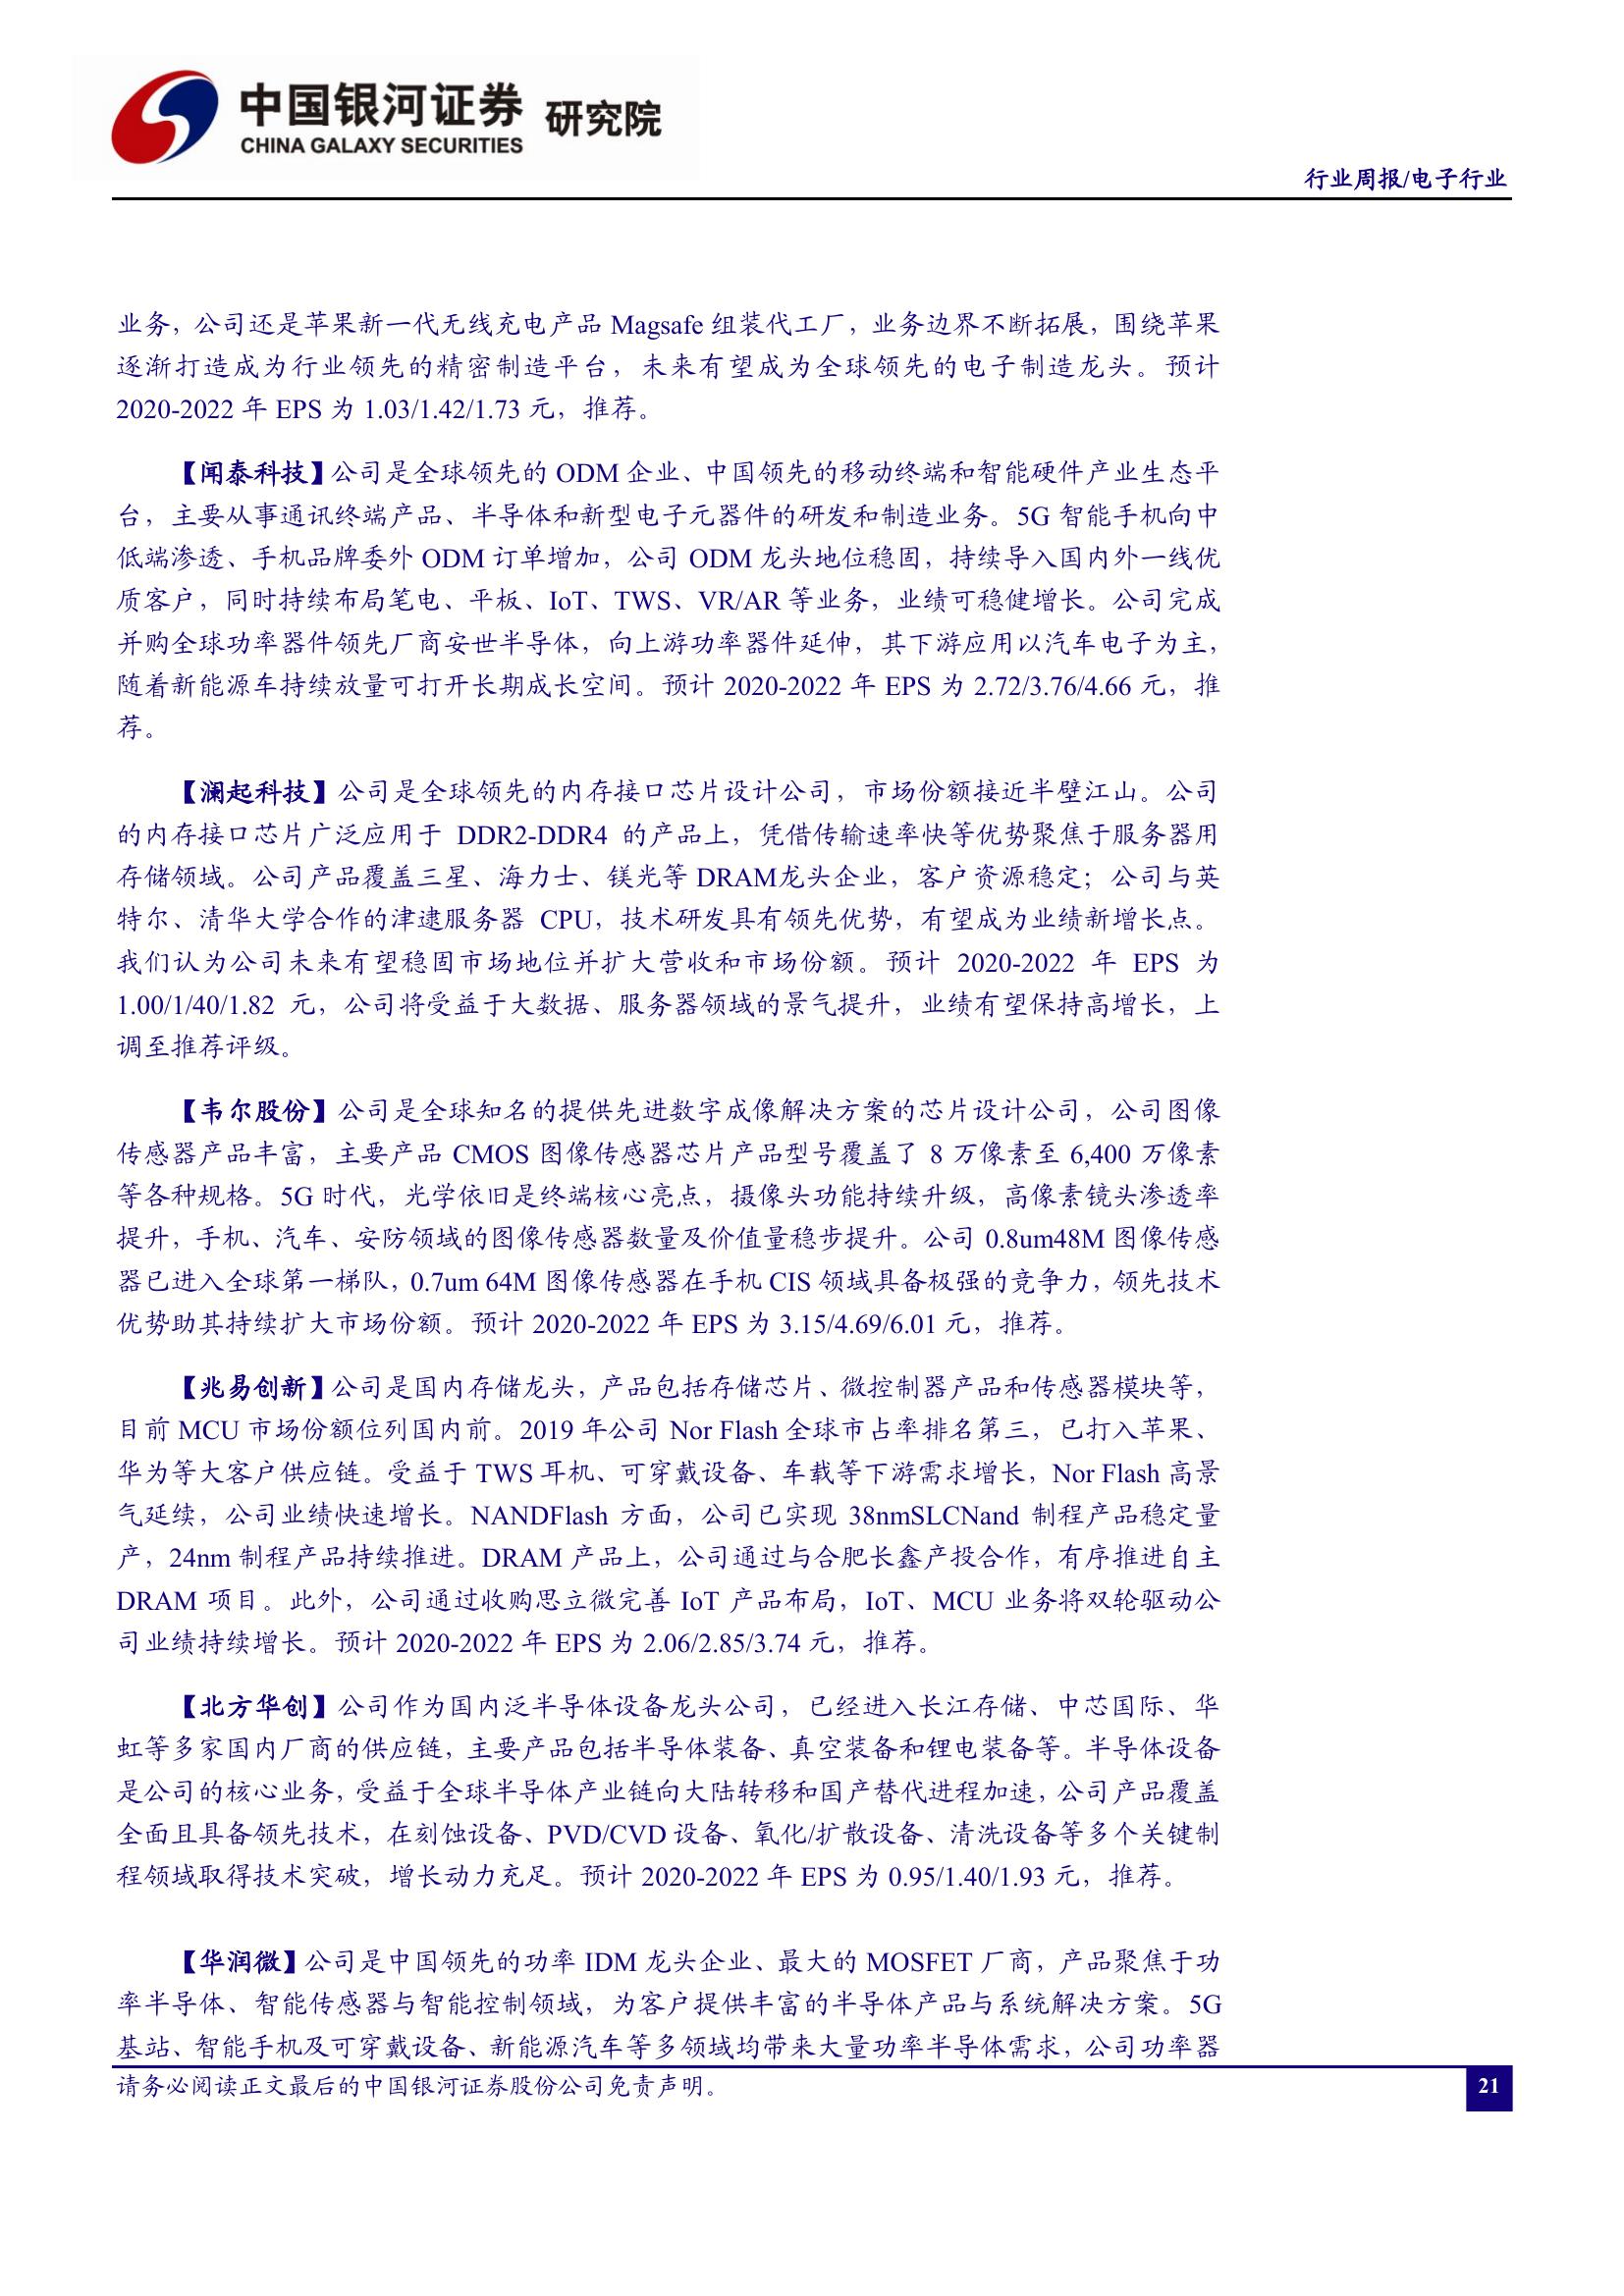 中国银河证券 研究院
CHINA GALAXY SECURITIES
行业周报/电子行业
业务，公司还是苹果新一代无线充电产品 Magsafe 组装代工厂，业务边界不断拓展，围绕苹果
逐渐打造成为行业领先的精密制造平台，未来有望成为全球领先的电子制造龙头。预计
2020-2022 年 EPS 为 1.03/1.42/1.73 元，推荐。
【闻泰科技】公司是全球领先的 ODM 企业、中国领先的移动终端和智能硬件产业生态平
台，主要从事通讯终端产品、半导体和新型电子元器件的研发和制造业务。5G 智能手机向中
低端渗透、手机品牌委外 ODM 订单增加，公司 ODM 龙头地位稳固，持续导入国内外一线优
质客户，同时持续布局笔电、平板、IoT、TWS、VR/AR 等业务，业绩可稳健增长。公司完成
并购全球功率器件领先厂商安世半导体，向上游功率器件延伸，其下游应用以汽车电子为主，
随着新能源车持续放量可打开长期成长空间。预计 2020-2022 年 EPS 为 2.72/3.76/4.66 元，推
荐。
【澜起科技】公司是全球领先的内存接口芯片设计公司，市场份额接近半壁江山。公司
的内存接口芯片广泛应用于 DDR2-DDR4 的产品上，凭借传输速率快等优势聚焦于服务器用
存储领域。公司产品覆盖三星、海力士、镁光等 DRAM龙头企业，客户资源稳定；公司与英
特尔、清华大学合作的津逮服务器 CPU，技术研发具有领先优势，有望成为业绩新增长点。
我们认为公司未来有望稳固市场地位并扩大营收和市场份额。预计 2020-2022 年 EPS 为
1.00/1/40/1.82 元，公司将受益于大数据、服务器领域的景气提升，业绩有望保持高增长，上
调至推荐评级。
【韦尔股份】公司是全球知名的提供先进数字成像解决方案的芯片设计公司，公司图像
传感器产品丰富，主要产品 CMOS 图像传感器芯片产品型号覆盖了 8 万像素至 6,400 万像素
等各种规格。5G 时代，光学依旧是终端核心亮点，摄像头功能持续升级，高像素镜头渗透率
提升，手机、汽车、安防领域的图像传感器数量及价值量稳步提升。公司 0.8um48M 图像传感
器已进入全球第一梯队，0.7um 64M 图像传感器在手机 CIS 领域具备极强的竞争力，领先技术
优势助其持续扩大市场份额。预计 2020-2022 年 EPS 为 3.15/4.69/6.01 元，推荐。
【兆易创新】公司是国内存储龙头，产品包括存储芯片、微控制器产品和传感器模块等，
目前 MCU 市场份额位列国内前。2019 年公司 Nor Flash 全球市占率排名第三，已打入苹果、
华为等大客户供应链。受益于 TWS 耳机、可穿戴设备、车载等下游需求增长，Nor Flash 高景
气延续，公司业绩快速增长。NANDFlash 方面，公司已实现 38nmSLCNand 制程产品稳定量
产，24nm 制程产品持续推进。DRAM 产品上，公司通过与合肥长鑫产投合作，有序推进自主
DRAM 项目。此外，公司通过收购思立微完善 IoT 产品布局，IoT、MCU 业务将双轮驱动公
司业绩持续增长。预计 2020-2022 年 EPS 为 2.06/2.85/3.74 元，推荐。
【北方华创】公司作为国内泛半导体设备龙头公司，已经进入长江存储、中芯国际、华
虹等多家国内厂商的供应链，主要产品包括半导体装备、真空装备和锂电装备等。半导体设备
是公司的核心业务，受益于全球半导体产业链向大陆转移和国产替代进程加速，公司产品覆盖
全面且具备领先技术，在刻蚀设备、PVD/CVD 设备、氧化/扩散设备、清洗设备等多个关键制
程领域取得技术突破，增长动力充足。预计 2020-2022 年 EPS 为 0.95/1.40/1.93 元，推荐。
【华润微】公司是中国领先的功率 IDM 龙头企业、最大的 MOSFET 厂商，产品聚焦于功
率半导体、智能传感器与智能控制领域，为客户提供丰富的半导体产品与系统解决方案。5G
基站、智能手机及可穿戴设备、新能源汽车等多领域均带来大量功率半导体需求，公司功率器
请务必阅读正文最后的中国银河证券股份公司免责声明。
21